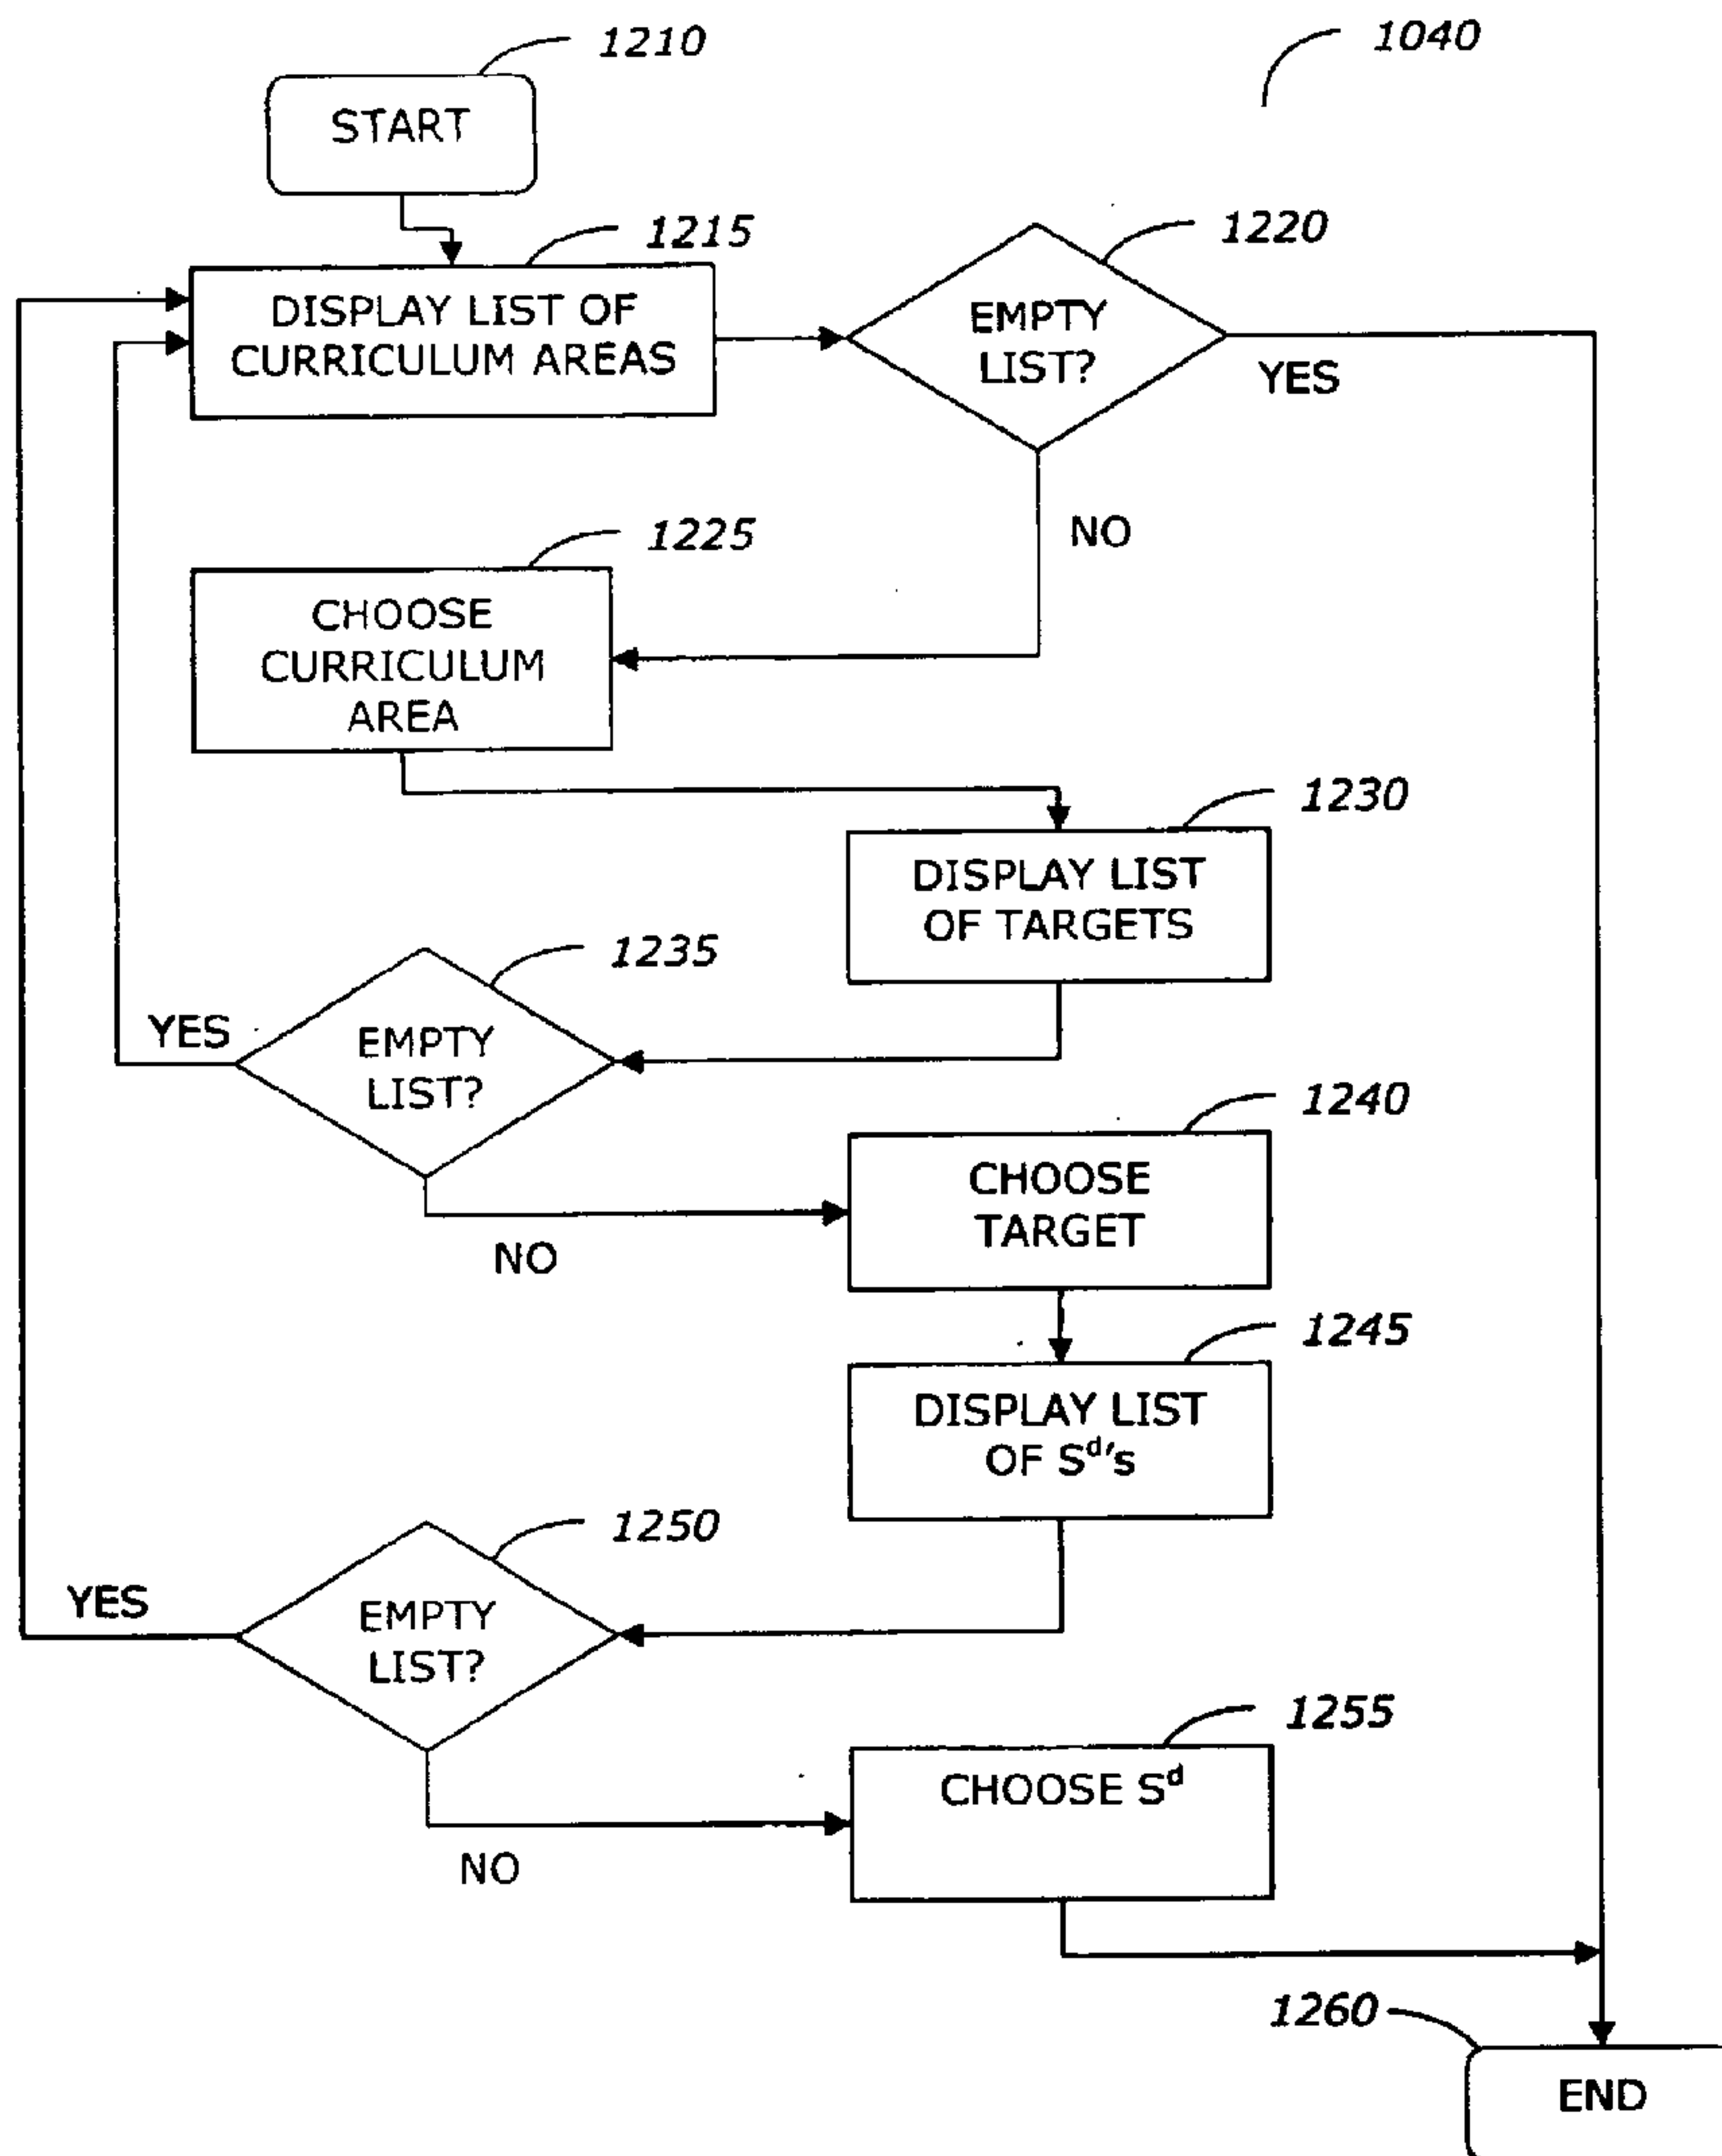 1210
1040
START
1215
1220
DISPLAY LIST OF
CURRICULUM AREAS
EMPTY
LIST?
YES
NO
1225
CHOOSE
CURRICULUM
AREA
1230
DISPLAY LIST
OF TARGETS
1235
YES
EMPTY
LIST?
1240
CHOOSE
TARGET
NO
1245
DISPLAY LIST
OF Sᵈ's
1250
YES
EMPTY
LIST?
1255
CHOOSE Sᵈ
NO
1260
END